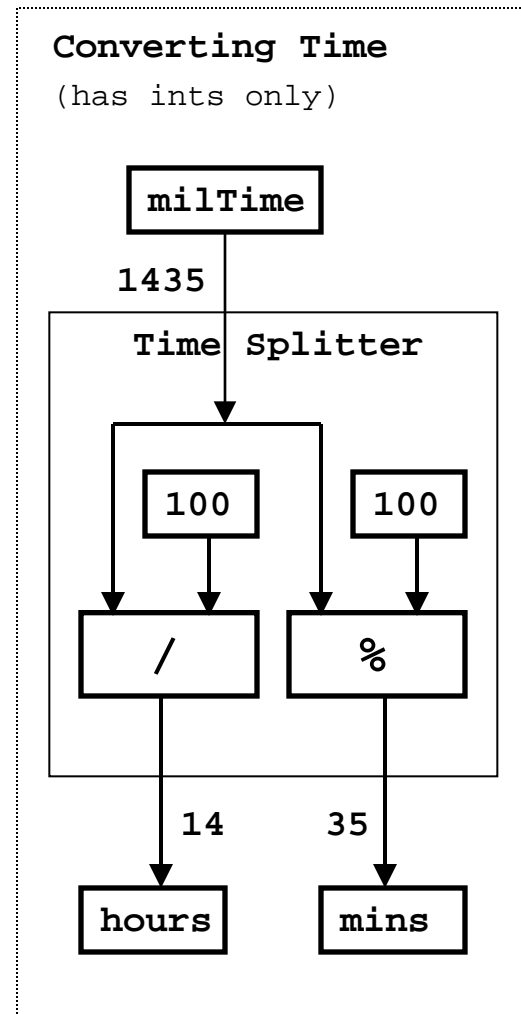 Converting Time
(has ints only)
milTime
1435
Time Splitter
100 100
/ %
14 35
hours mins